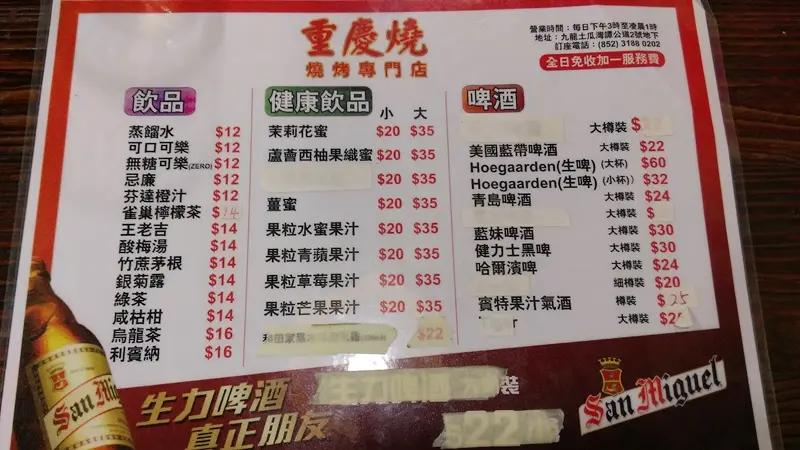 重慶燒
燒烤專門店
營業時間：每日下午3時至凌晨1時
地址：九龍土瓜灣譚公道2號地下
訂座電話：(852) 3188 0202
全日免收加一服務費
飲品
蒸餾水 $12
可口可樂 $12
無糖可樂(ZERO) $12
忌廉 $12
芬達橙汁 $12
雀巢檸檬茶 $14
王老吉 $14
酸梅湯 $14
竹蔗茅根 $14
銀菊露 $14
綠茶 $14
咸枯柑 $14
烏龍茶 $16
利賓納 $16
健康飲品 小 大
茉莉花蜜 $20 $35
蘆薈西柚果織蜜 $20 $35
$20 $35
薑蜜 $20 $35
果粒水蜜果汁 $20 $35
果粒青蘋果汁 $20 $35
果粒草莓果汁 $20 $35
果粒芒果果汁 $20 $35
$22
啤酒
大樽裝 $
美國藍帶啤酒 大樽裝 $22
Hoegaarden(生啤) (大杯) $60
Hoegaarden(生啤) (小杯)) $32
青島啤酒 大樽裝 $24
大樽裝 $
藍妹啤酒 大樽裝 $30
健力士黑啤 大樽裝 $30
哈爾濱啤 大樽裝 $24
細樽裝 $20
賓特果汁氣酒 樽裝 $25
大樽裝
生力啤酒
真正朋友
生力啤酒 裝
$22
San Miguel
San Miguel